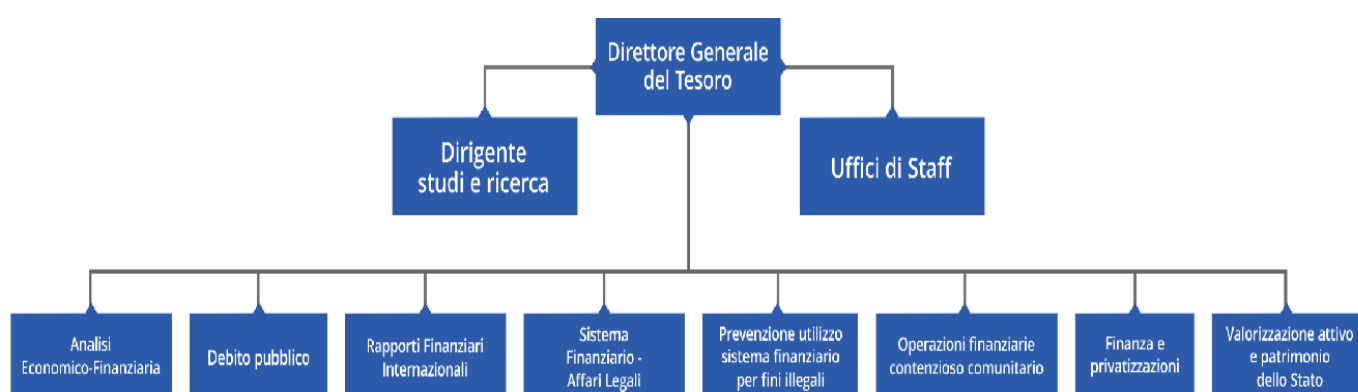 Direttore Generale
del Tesoro
Dirigente
studi e ricerca
Uffici di Staff
Analisi
Economico-Finanziaria
Debito pubblico
Rapporti Finanziari
Internazionali
Sistema
Finanziario -
Affari Legali
Prevenzione utilizzo
sistema finanziario
per fini illegali
Operazioni finanziarie
contenzioso comunitario
Finanza e
privatizzazioni
Valorizzazione attivo
e patrimonio
dello Stato